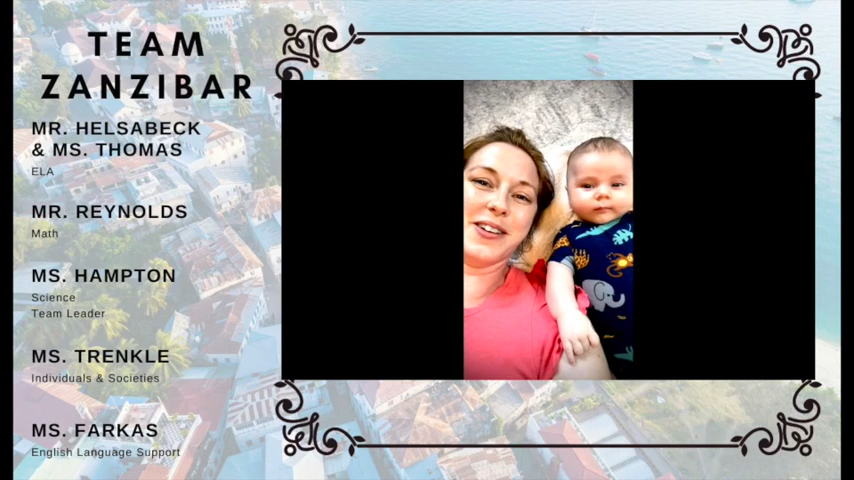 TEAM
ZANZIBAR
MR. HELSABECK
& MS. THOMAS
ELA
MR. REYNOLDS
Math
MS. HAMPTON
Science
Team Leader
MS. TRENKLE
Individuals & Societies
MS. FARKAS
English Language Support